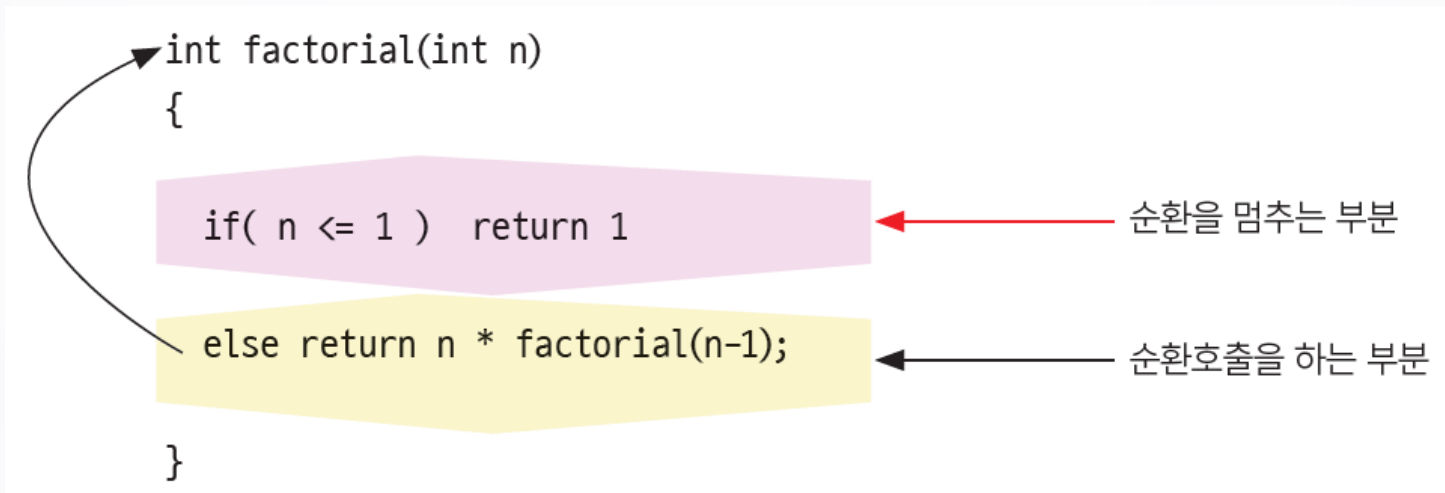 int factorial(int n)
{
if( n <= 1 ) return 1
순환을 멈추는 부분
else return n * factorial(n-1);
순환호출을 하는 부분
}